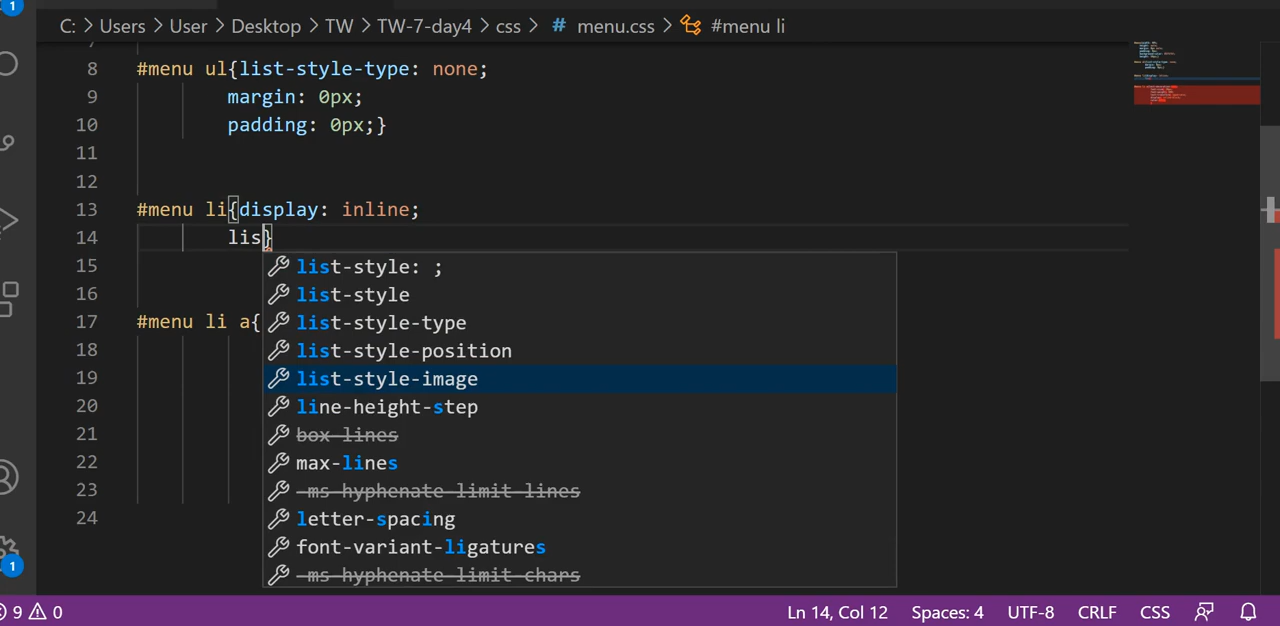 1
C: > Users > User > Desktop > TW > TW-7-day4 > css > # menu.css > #menu li
8 #menu ul{list-style-type: none;
9 margin: 0px;
10 padding: 0px;}
11
12
13 #menu li{display: inline;
14 lis}
list-style: ;
15
16 list-style
17 #menu li a{
list-style-type
18 list-style-position
19 list-style-image
20 line-height-step
21 box-lines
22 max-lines
23 -ms-hyphenate-limit-lines
24 letter-spacing
font-variant-ligatures
1
-ms-hyphenate-limit-chars
9 0 Ln 14, Col 12 Spaces: 4 UTF-8 CRLF CSS